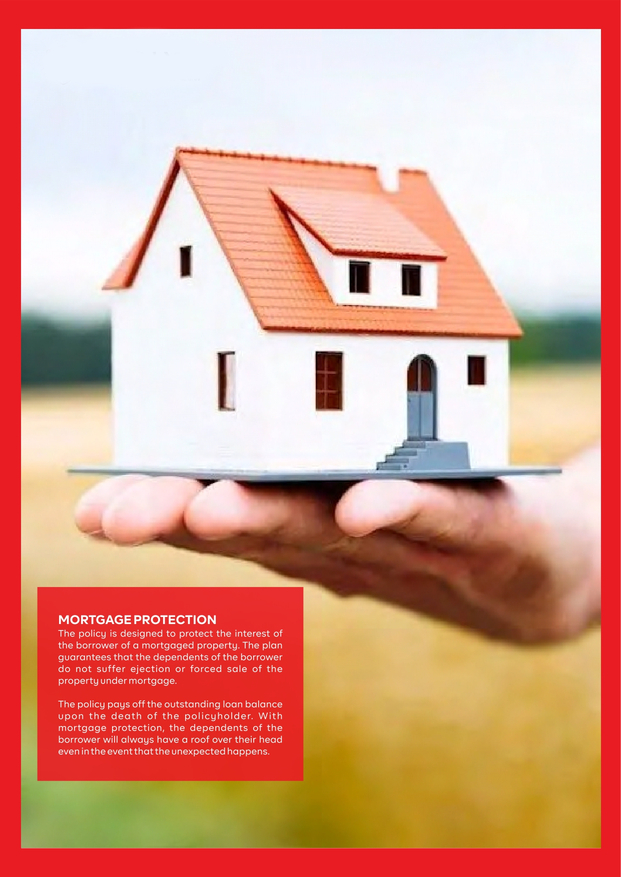 MORTGAGE PROTECTION
The policy is designed to protect the interest of
the borrower of a mortgaged property. The plan
guarantees that the dependents of the borrower
do not suffer ejection or forced sale of the
property under mortgage.
The policy pays off the outstanding loan balance
upon the death of the policyholder. With
mortgage protection, the dependents of the
borrower will always have a roof over their head
even in the event that the unexpected happens.